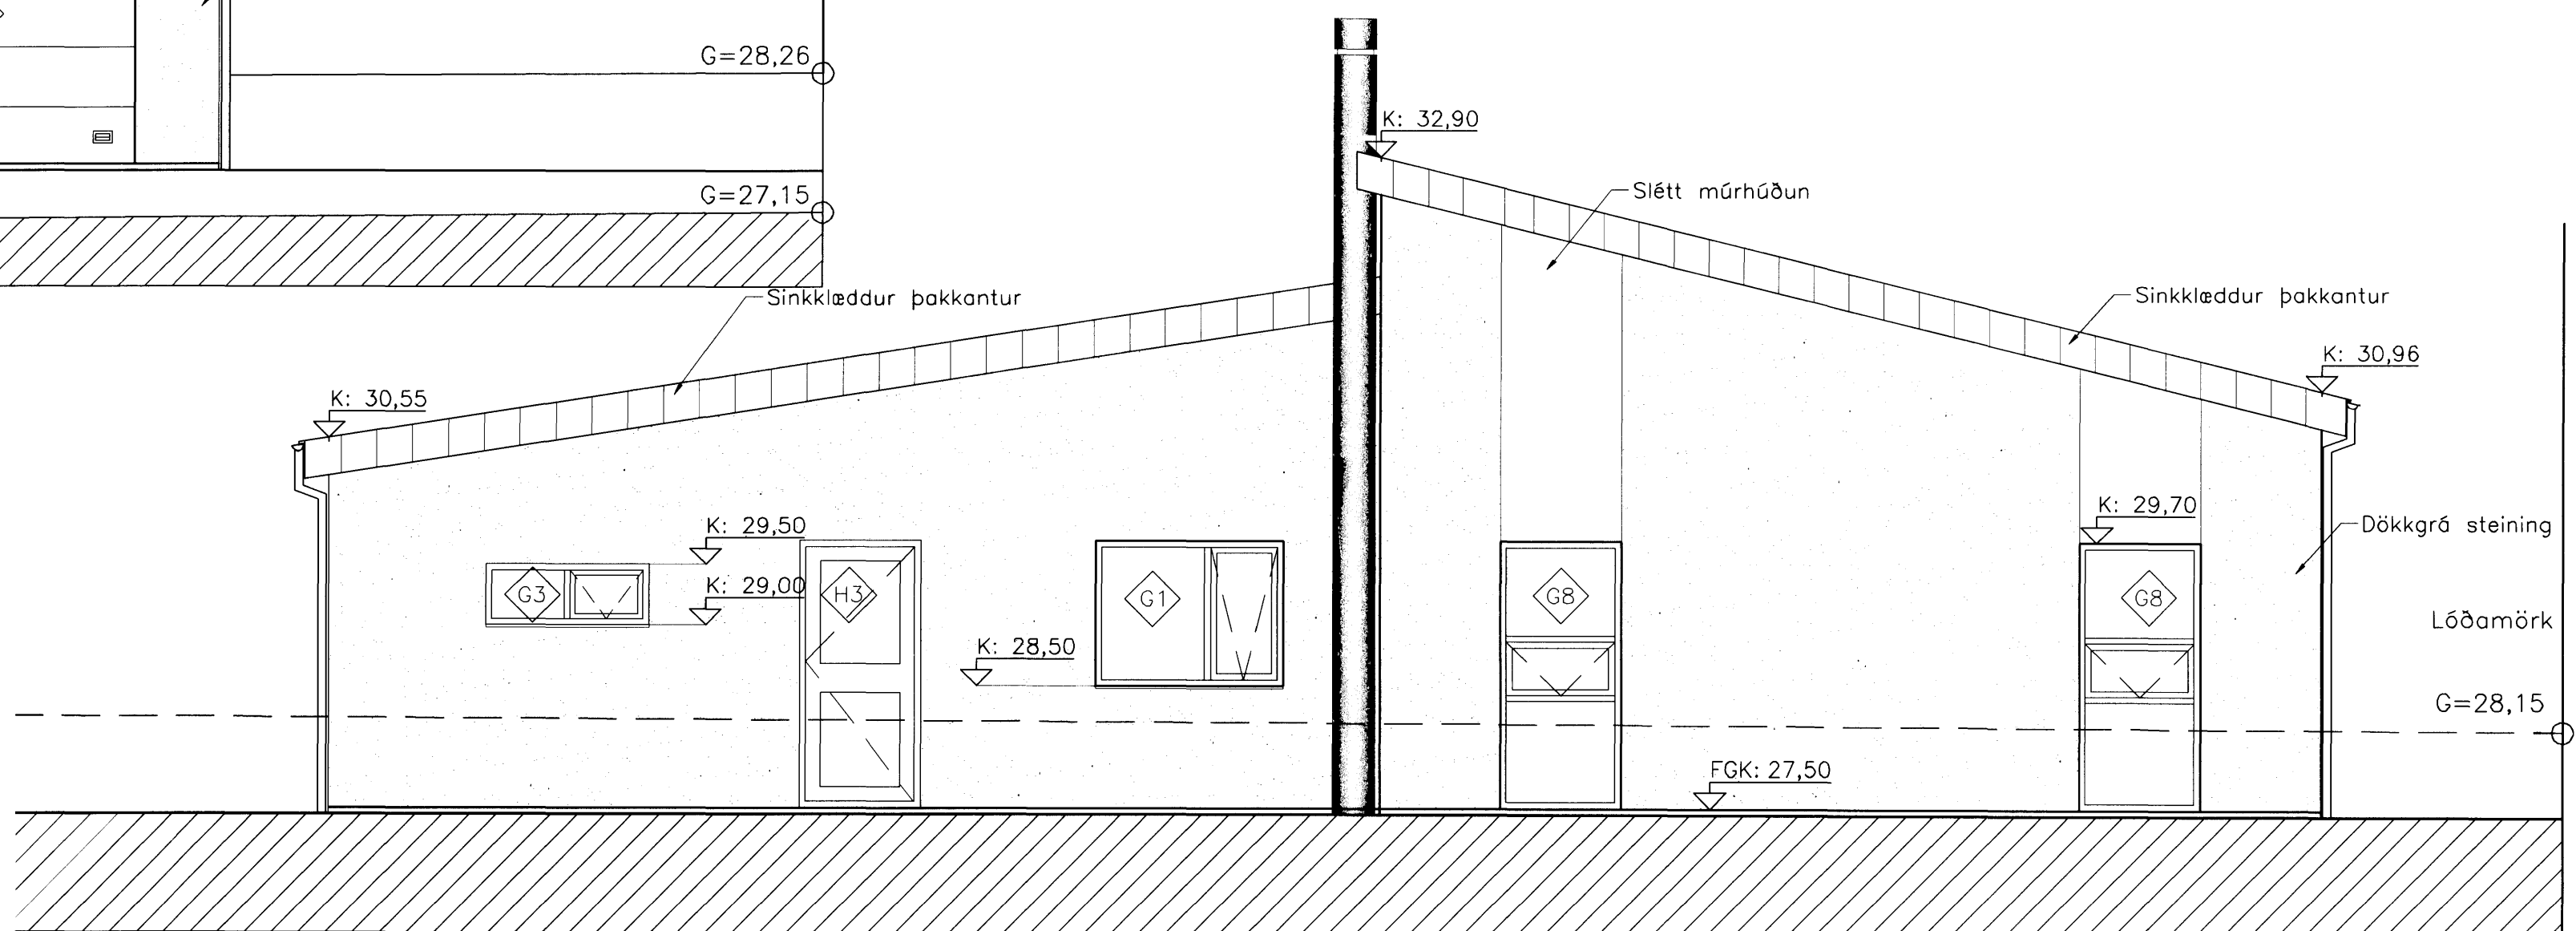 G=28,26
G=27,15
K: 32,90
Slétt múrhúðun
Sinkklæddur þakkantur
Sinkklæddur þakkantur
K: 30,96
K: 30,55
K: 29,50
K: 29,70
Dökkgrá steining
K: 29,00
G3
H3
G1
G8
G8
Lóðamörk
K: 28,50
G=28,15
FGK: 27,50